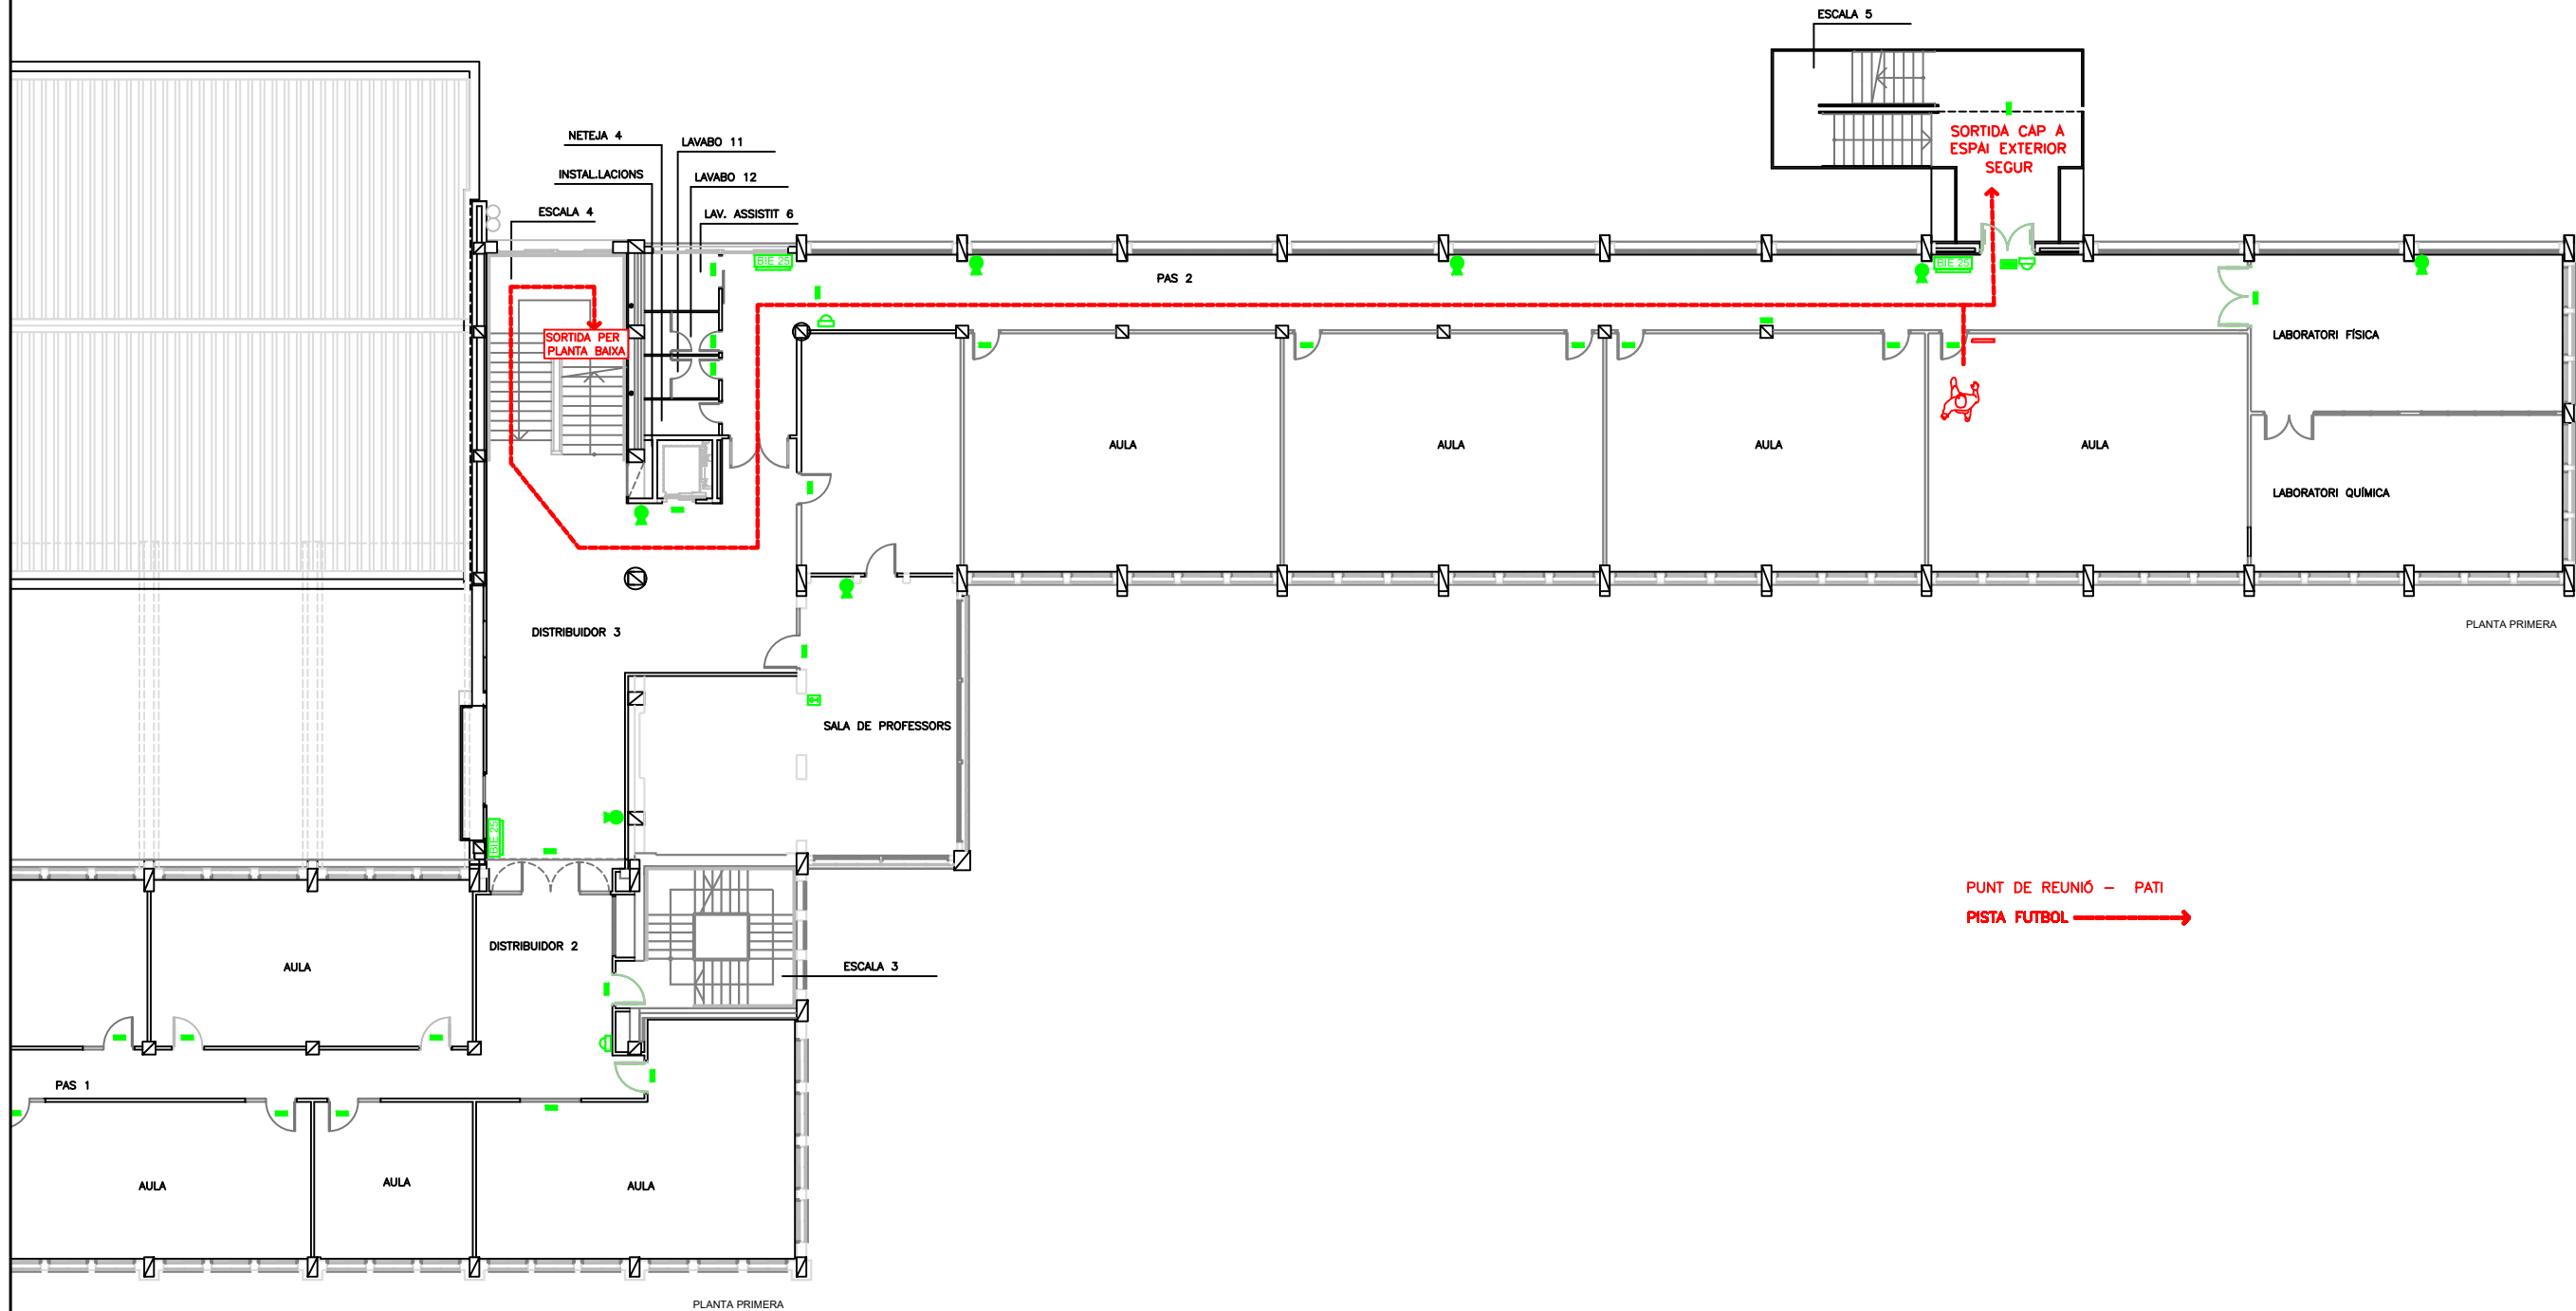 ESCALA 5
SORTIDA CAP A
ESPAI EXTERIOR
SEGUR
NETEJA 4
LAVABO 11
INSTAL.LACIONS
LAVABO 12
ESCALA 4
LAV. ASSISTIT 6
BIE 25
PAS 2
BIE 25
SORTIDA PER
PLANTA BAIXA
LABORATORI FÍSICA
AULA
AULA
AULA
AULA
LABORATORI QUÍMICA
PLANTA PRIMERA
DISTRIBUIDOR 3
SALA DE PROFESSORS
BIE 25
PUNT DE REUNIÓ - PATI
PISTA FUTBOL
DISTRIBUIDOR 2
AULA
ESCALA 3
PAS 1
AULA
AULA
AULA
PLANTA PRIMERA